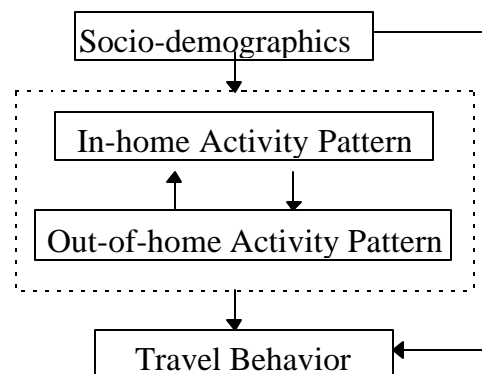 Socio-demographics
In-home Activity Pattern
Out-of-home Activity Pattern
Travel Behavior